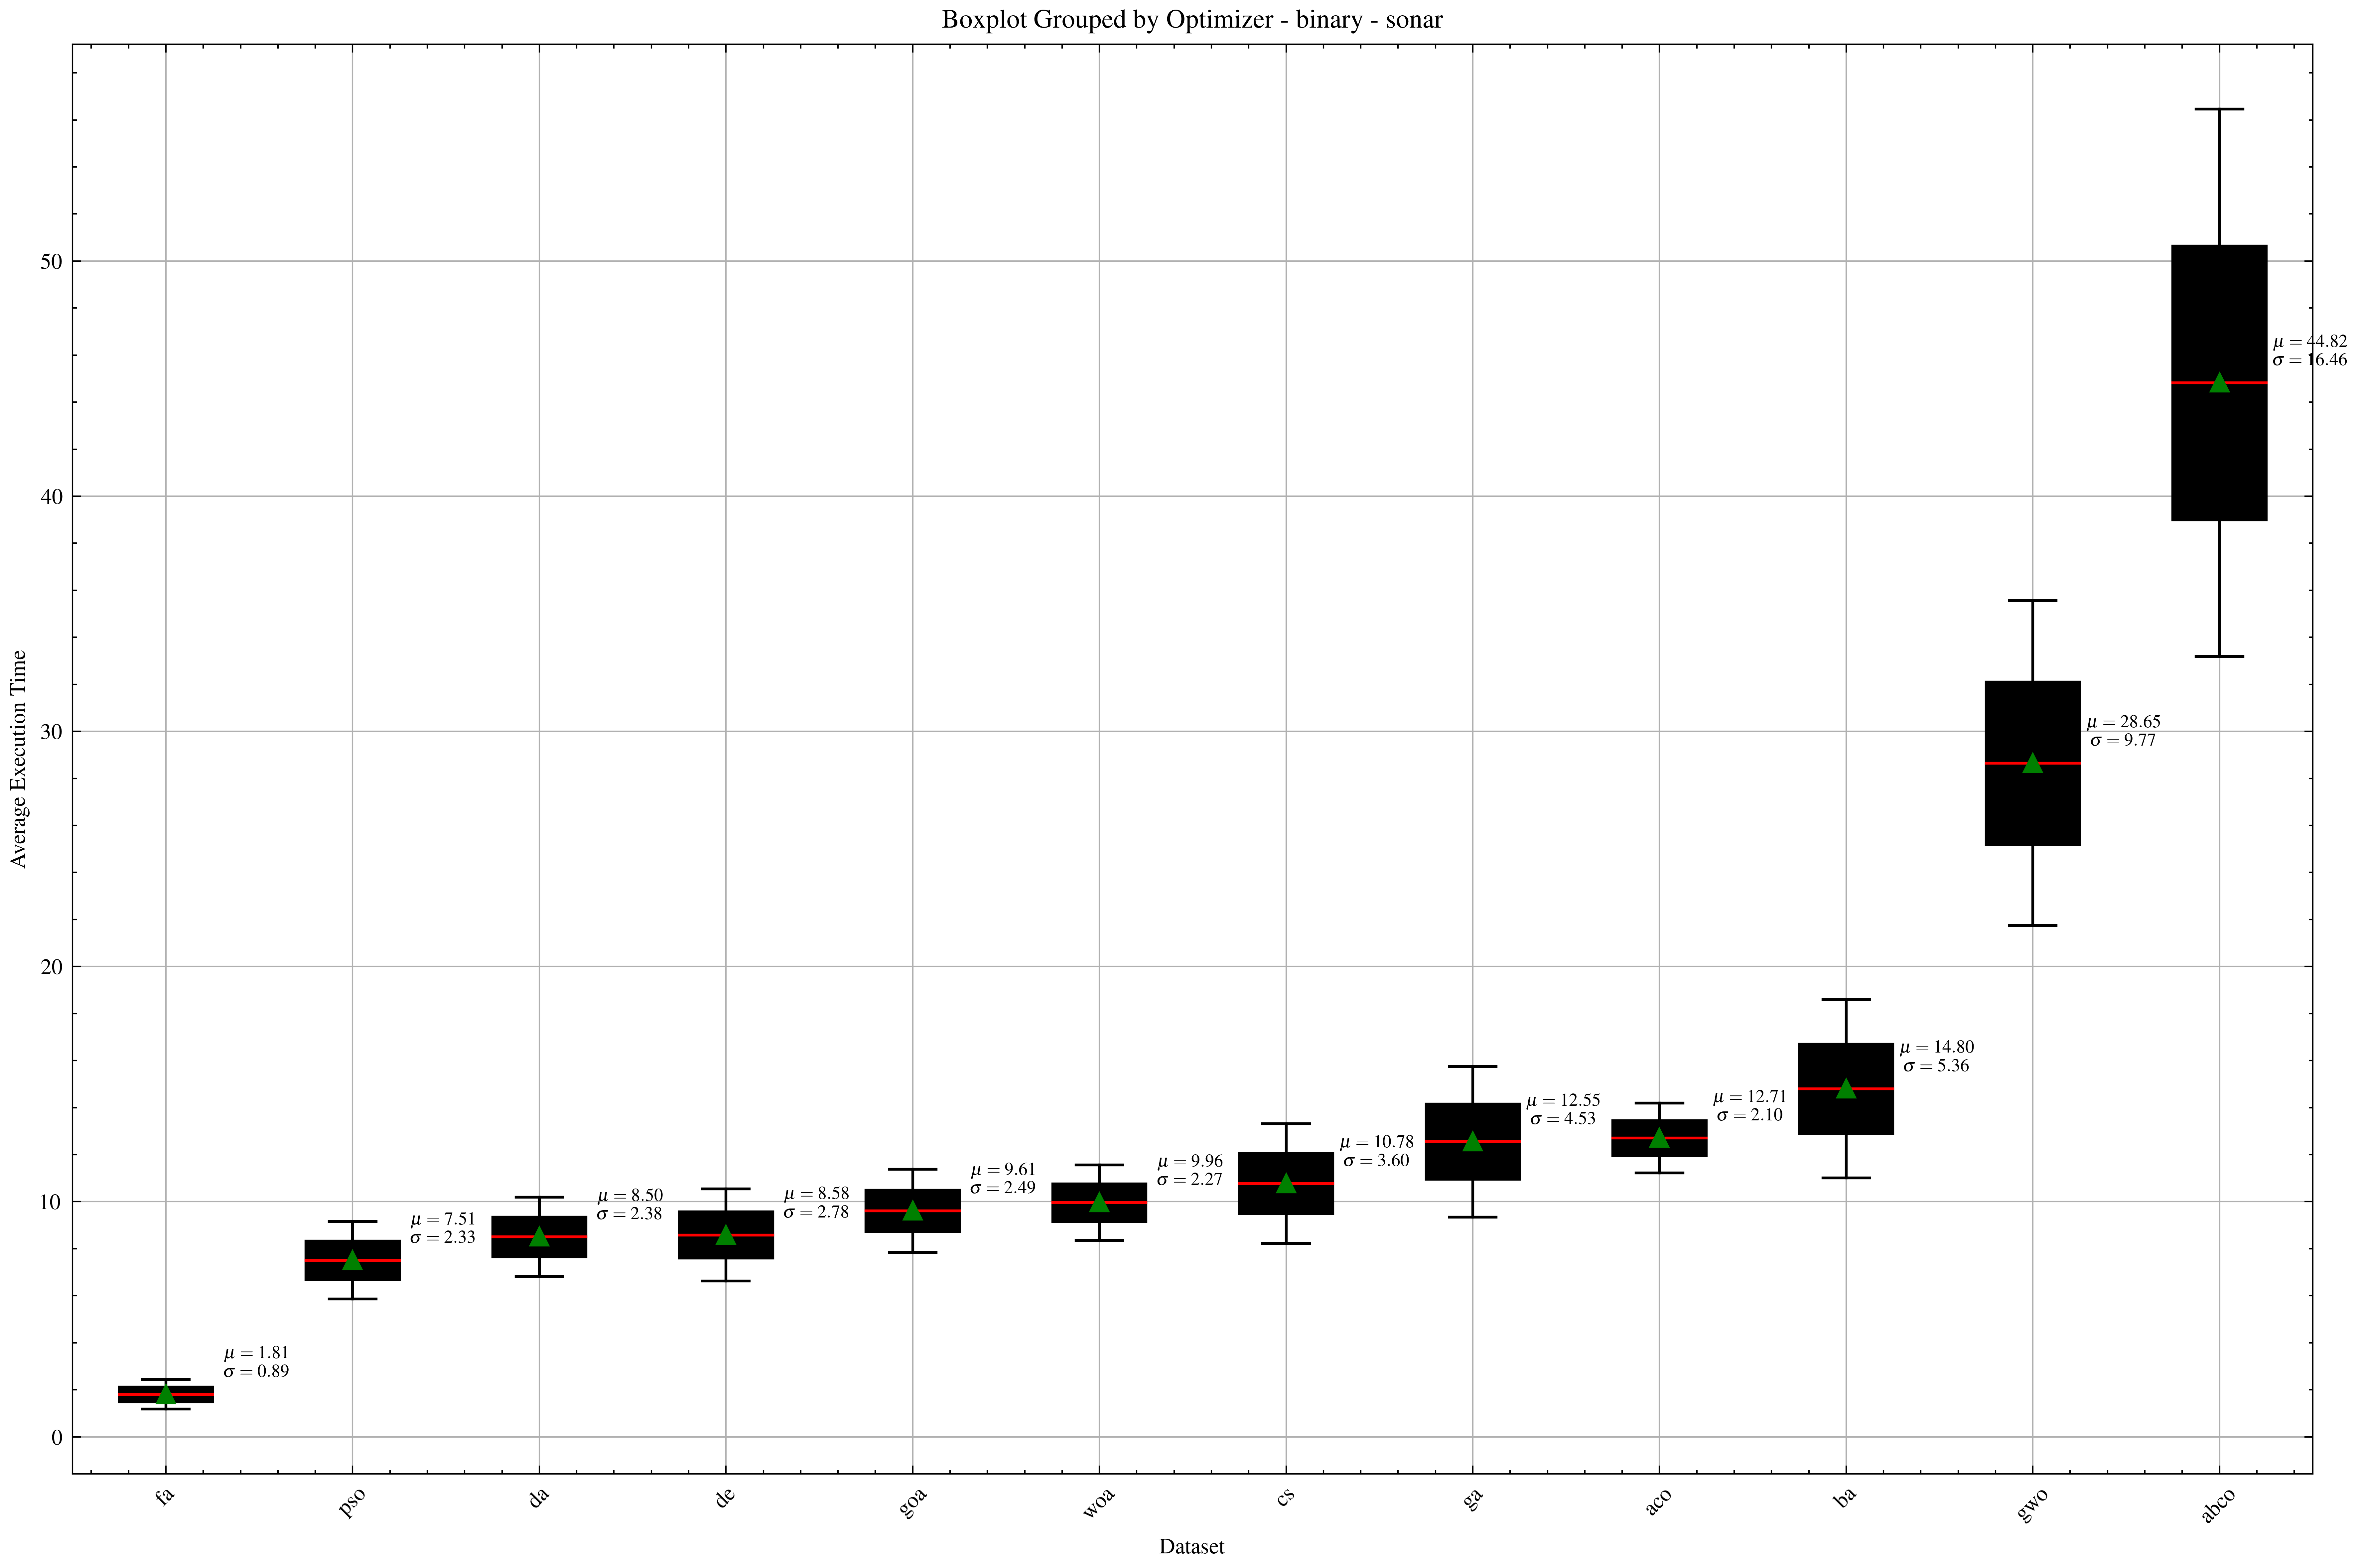 Boxplot Grouped by Optimizer - binary - sonar
Average Execution Time
50
40
30
20
10
0
μ = 1.81
σ = 0.89
μ = 7.51
σ = 2.33
μ = 8.50
σ = 2.38
μ = 8.58
σ = 2.78
μ = 9.61
σ = 2.49
μ = 9.96
σ = 2.27
μ = 10.78
σ = 3.60
μ = 12.55
σ = 4.53
μ = 12.71
σ = 2.10
μ = 14.80
σ = 5.36
μ = 28.65
σ = 9.77
μ = 44.82
σ = 16.46
fa
pso
da
de
goa
woa
cs
ga
aco
ba
gwo
abco
Dataset